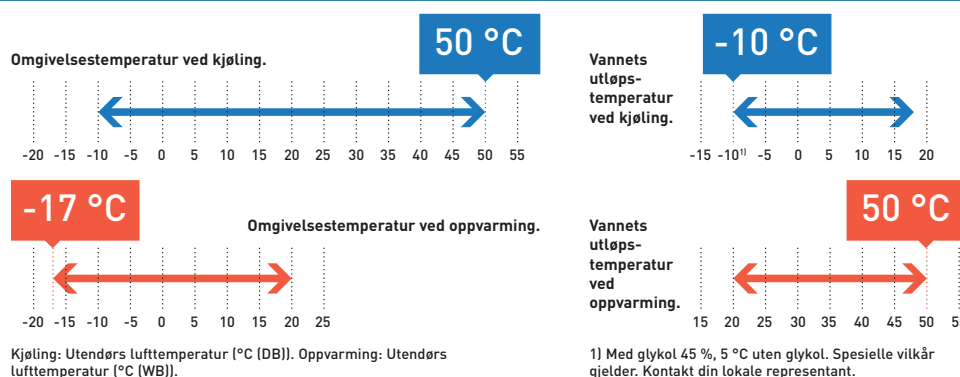 Omgivelsestemperatur ved kjøling.
50 °C
-20 -15 -10 -5 0 5 10 15 20 25 30 35 40 45 50 55
Vannets
utløps-
temperatur
ved kjøling.
-10 °C
-15 -10¹⁾ -5 0 5 10 15 20
-17 °C
Omgivelsestemperatur ved oppvarming.
-20 -15 -10 -5 0 5 10 15 20 25
Vannets
utløps-
temperatur
ved
oppvarming.
50 °C
15 20 25 30 35 40 45 50
Kjøling: Utendørs lufttemperatur (°C (DB)). Oppvarming: Utendørs
lufttemperatur (°C (WB)).
1) Med glykol 45 %, 5 °C uten glykol. Spesielle vilkår
gjelder. Kontakt din lokale representant.